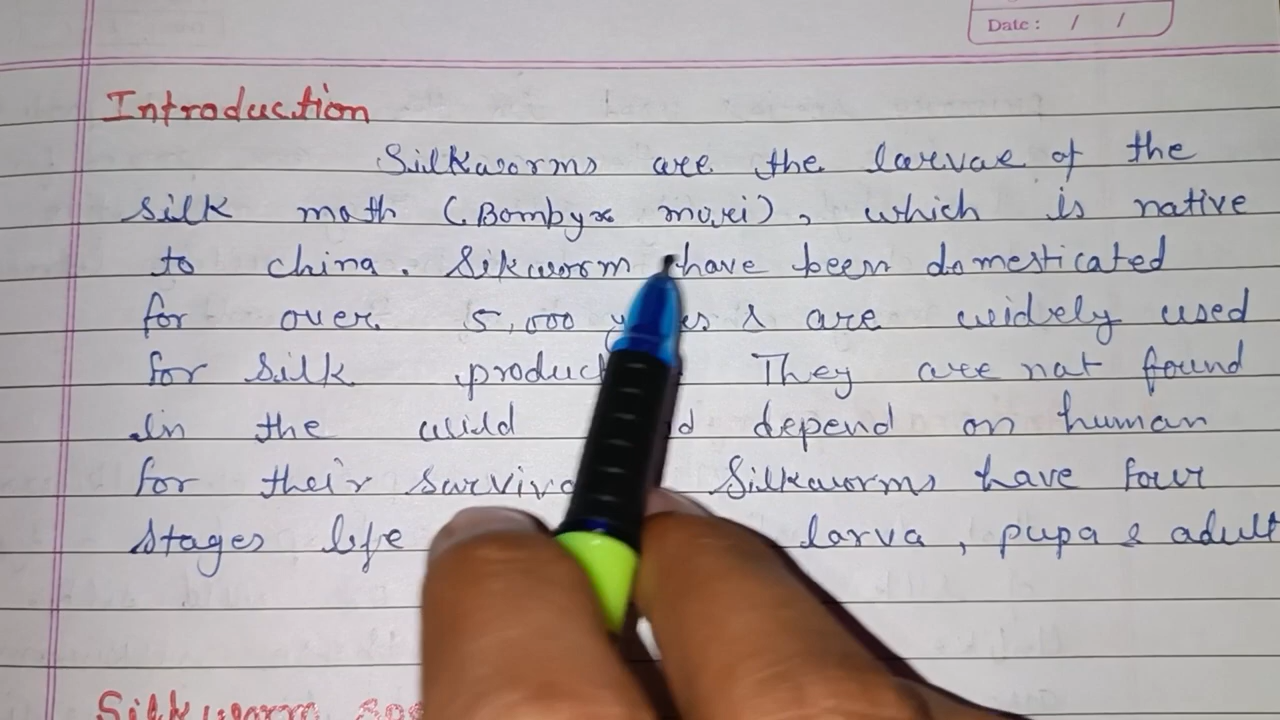 Date : / /
Introduction
Silkworms are the larvae of the
silk moth (Bombyx mori), which is native
to china. Sikworm have been domesticated
for over 5,000 & are widely used
for silk They are not found
In the wild depend on human
for their Silkworms have four
stages life larva, pupa & adult
Silkworm